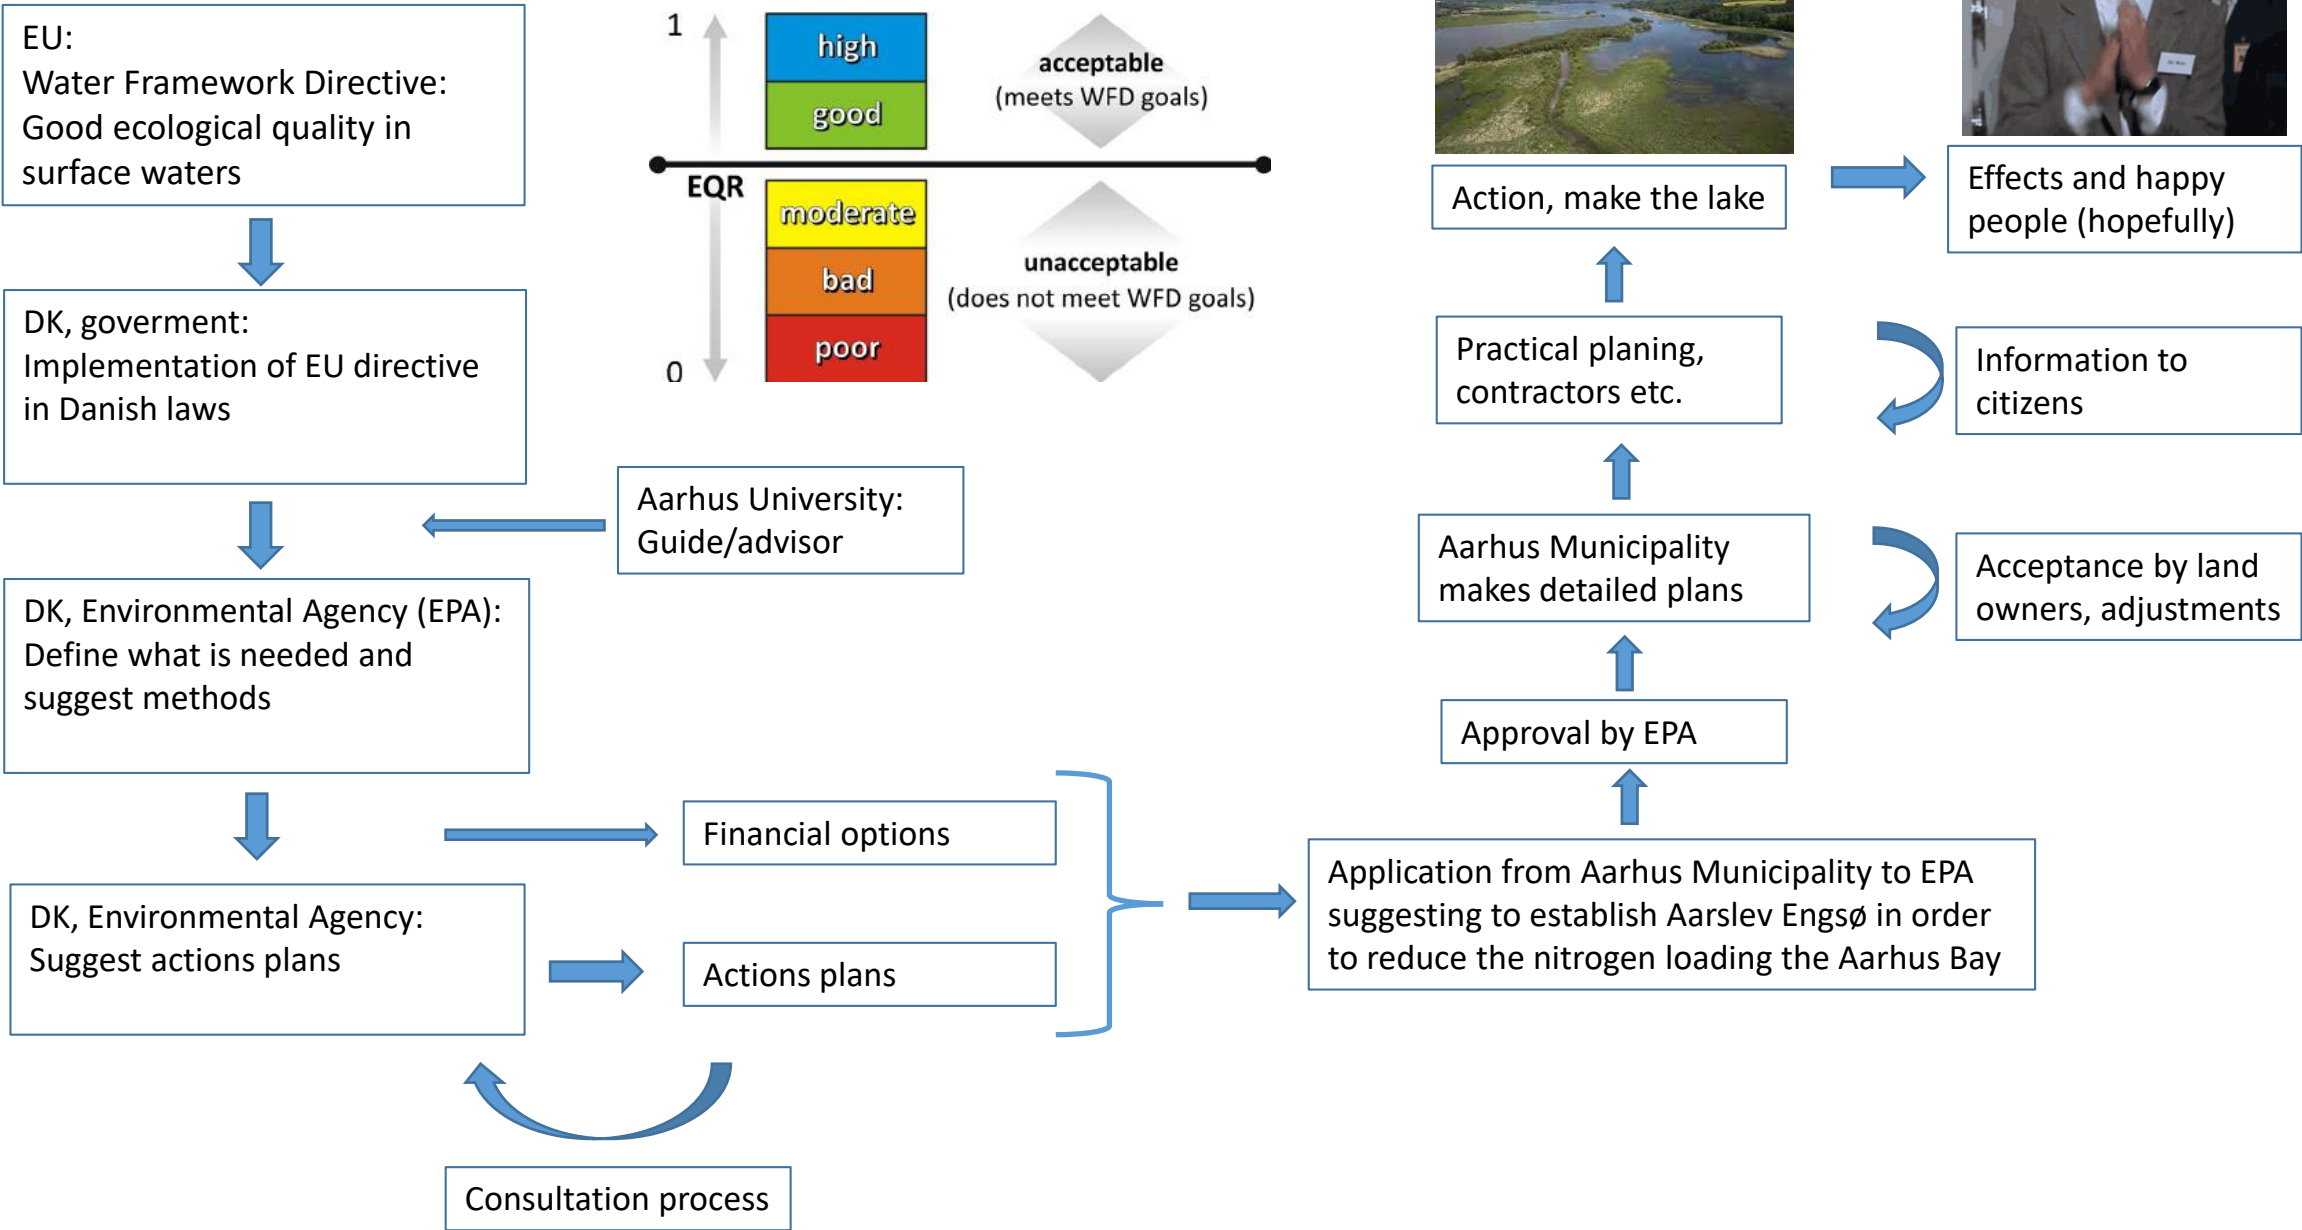 EU:
Water Framework Directive:
Good ecological quality in
surface waters
DK, goverment:
Implementation of EU directive
in Danish laws
Aarhus University:
Guide/advisor
DK, Environmental Agency (EPA):
Define what is needed and
suggest methods
DK, Environmental Agency:
Suggest actions plans
Financial options
Actions plans
Consultation process
1
high
good
acceptable
(meets WFD goals)
EQR
moderate
bad
poor
unacceptable
(does not meet WFD goals)
0
Application from Aarhus Municipality to EPA
suggesting to establish Aarslev Engsø in order
to reduce the nitrogen loading the Aarhus Bay
Approval by EPA
Aarhus Municipality
makes detailed plans
Acceptance by land
owners, adjustments
Practical planing,
contractors etc.
Information to
citizens
Action, make the lake
Effects and happy
people (hopefully)